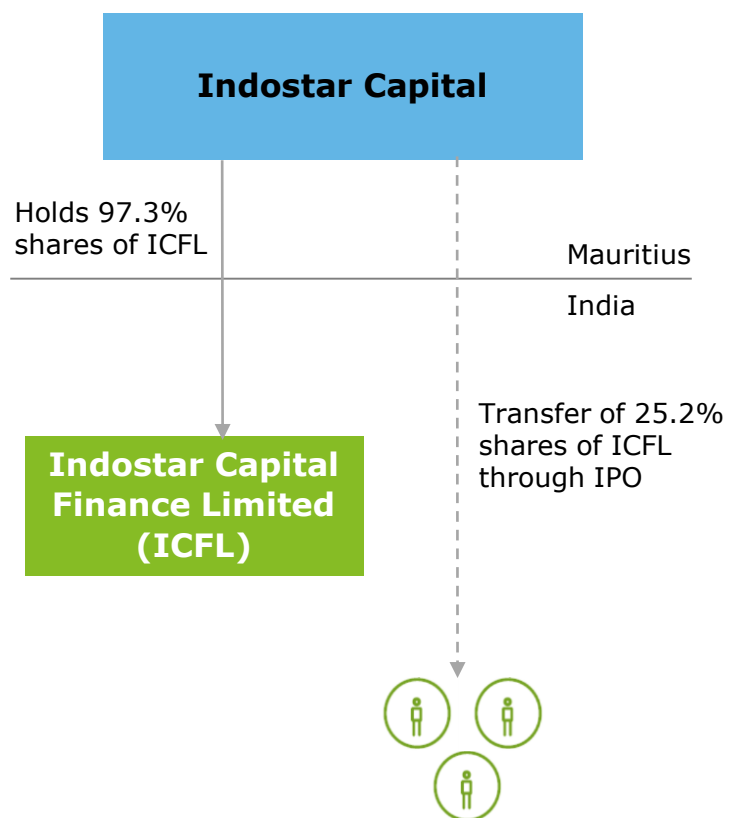 Indostar Capital
Holds 97.3%
shares of ICFL
Mauritius
India
Transfer of 25.2%
shares of ICFL
through IPO
Indostar Capital
Finance Limited
(ICFL)